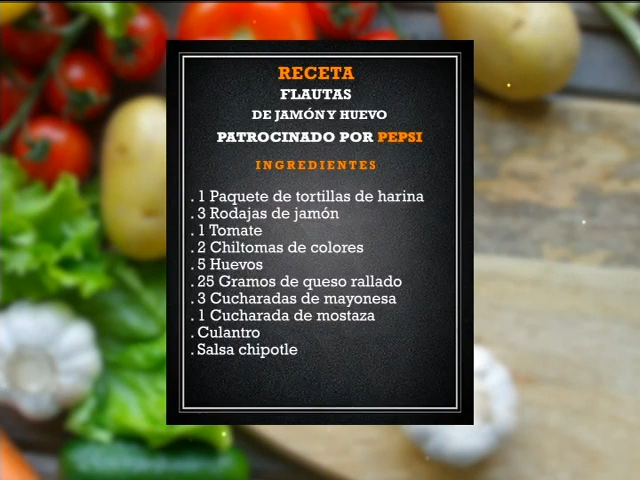 RECETA
FLAUTAS
DE JAMÓN Y HUEVO
PATROCINADO POR PEPSI
INGREDIENTES
. 1 Paquete de tortillas de harina
. 3 Rodajas de jamón
. 1 Tomate
. 2 Chiltomas de colores
. 5 Huevos
. 25 Gramos de queso rallado
. 3 Cucharadas de mayonesa
. 1 Cucharada de mostaza
. Culantro
. Salsa chipotle